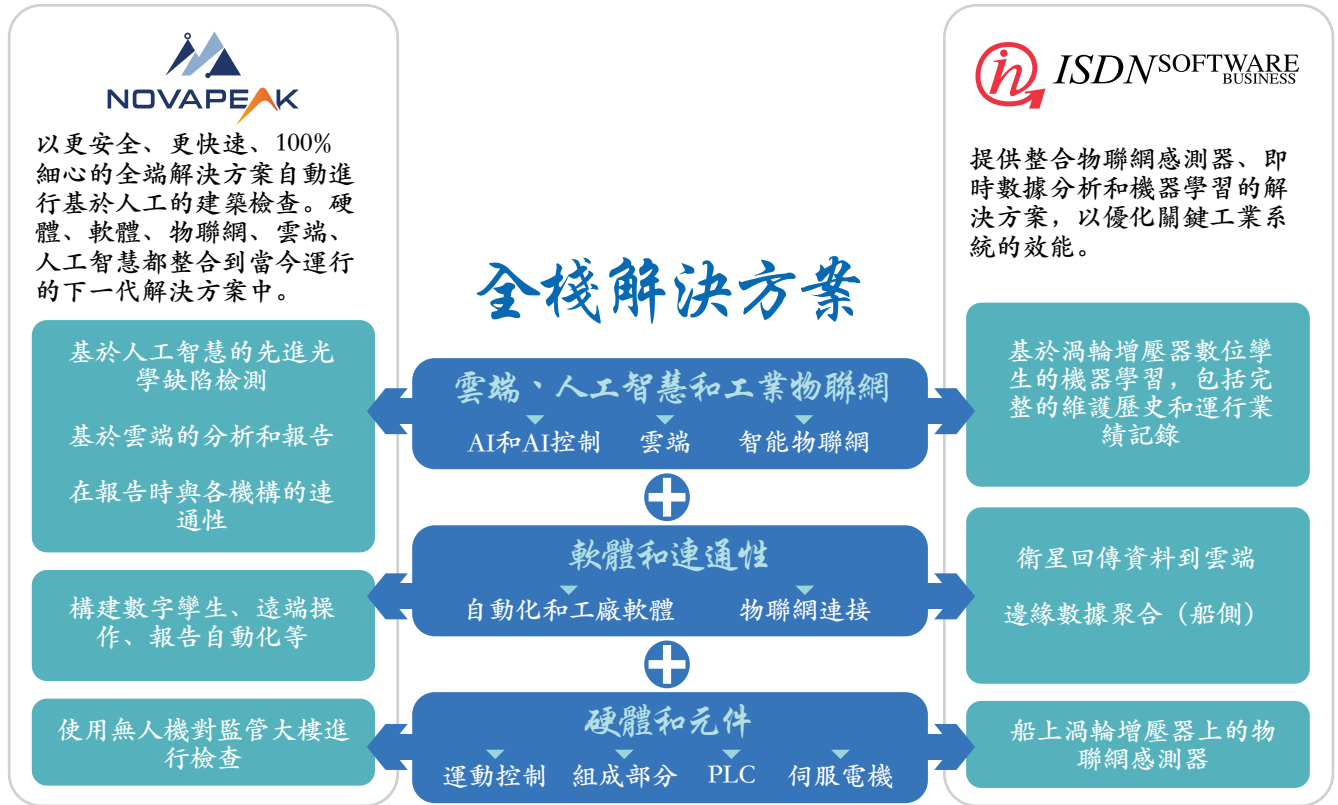 NOVAPEAK
以更安全、更快速、100%
細心的全端解決方案自動進
行基於人工的建築檢查。硬
體、軟體、物聯網、雲端、
人工智慧都整合到當今運行
的下一代解決方案中。
基於人工智慧的先進光
學缺陷檢測
基於雲端的分析和報告
在報告時與各機構的連
通性
構建數字孿生、遠端操
作、報告自動化等
使用無人機對監管大樓進
行檢查
全棧解決方案
雲端、人工智慧和工業物聯網
AI和AI控制 雲端 智能物聯網
軟體和連通性
自動化和工廠軟體 物聯網連接
硬體和元件
運動控制 組成部分 PLC 伺服電機
ISDN SOFTWARE
BUSINESS
提供整合物聯網感測器、即
時數據分析和機器學習的解
決方案，以優化關鍵工業系
統的效能。
基於渦輪增壓器數位孿
生的機器學習，包括完
整的維護歷史和運行業
績記錄
衛星回傳資料到雲端
邊緣數據聚合（船側）
船上渦輪增壓器上的物
聯網感測器